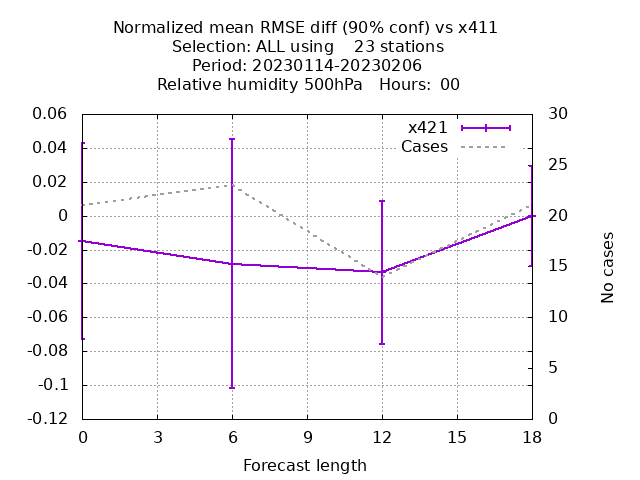 Normalized mean RMSE diff (90% conf) vs x411
Selection: ALL using    23 stations
Period: 20230114-20230206
Relative humidity 500hPa   Hours:  00
x421
Cases
0.06
0.04
0.02
0
-0.02
-0.04
-0.06
-0.08
-0.1
-0.12
30
25
20
15
10
5
0
No cases
0 3 6 9 12 15 18
Forecast length